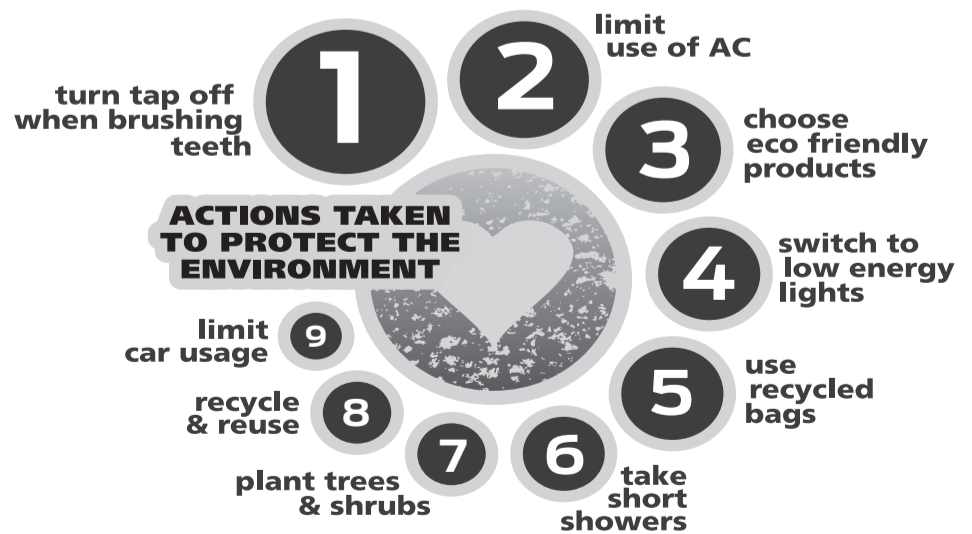 ACTIONS TAKEN
TO PROTECT THE
ENVIRONMENT
1
turn tap off
when brushing
teeth
2
limit
use of AC
3
choose
eco friendly
products
4
switch to
low energy
lights
5
use
recycled
bags
6
take
short
showers
7
plant trees
& shrubs
8
recycle
& reuse
9
limit
car usage